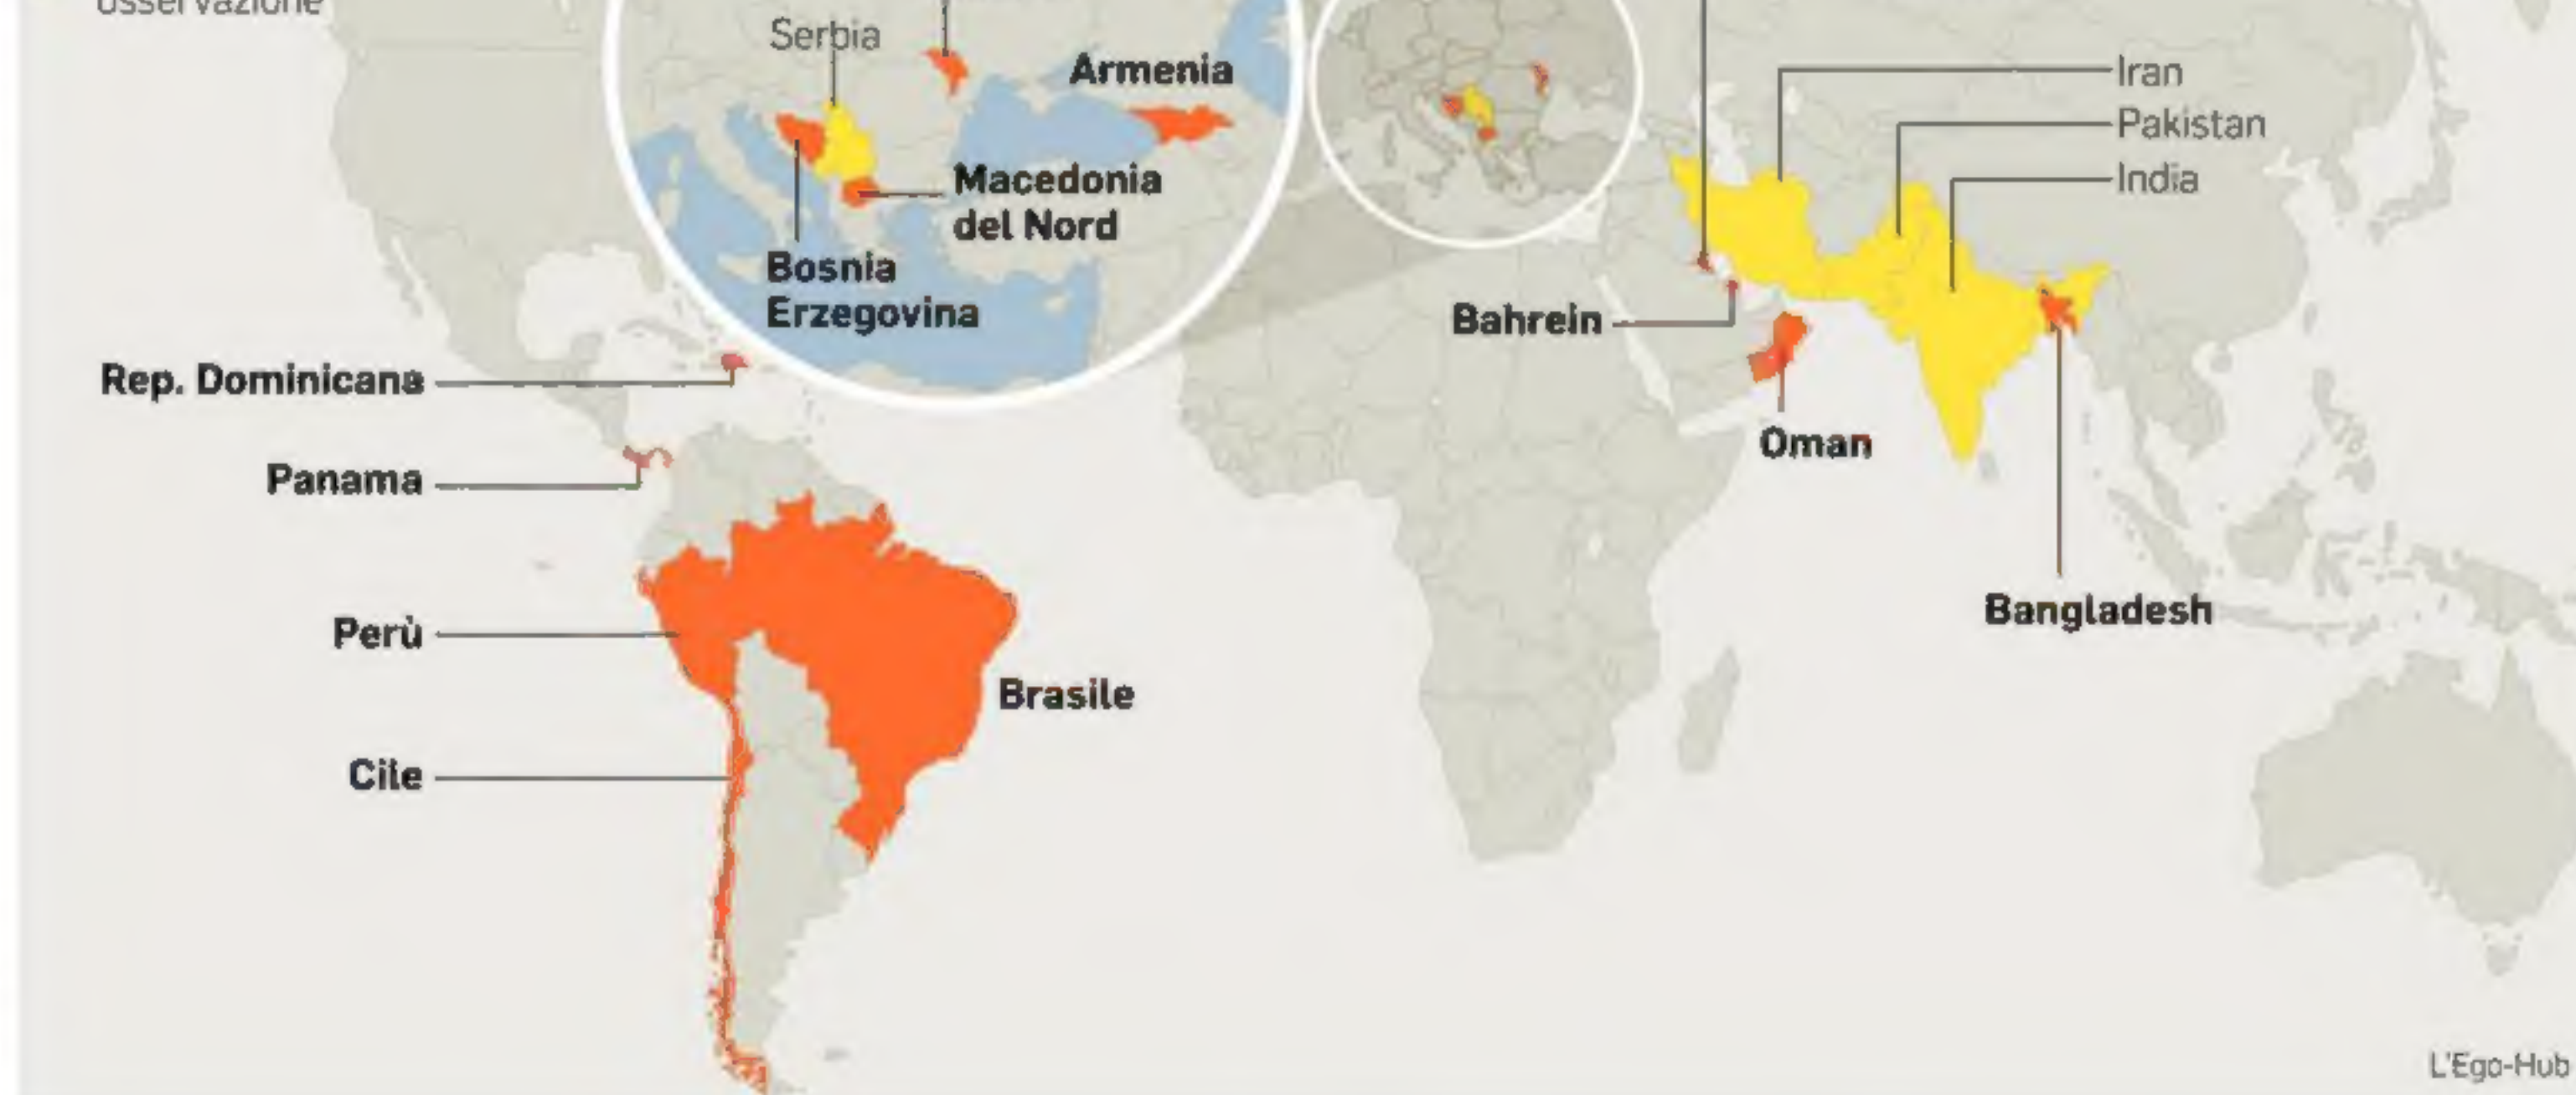 osservazione
Serbia
Armenia
Macedonia
del Nord
Bosnia
Erzegovina
Iran
Pakistan
India
Bahrein
Oman
Bangladesh
Rep. Dominicana
Panama
Perù
Brasile
Cile
L'Ego-Hub